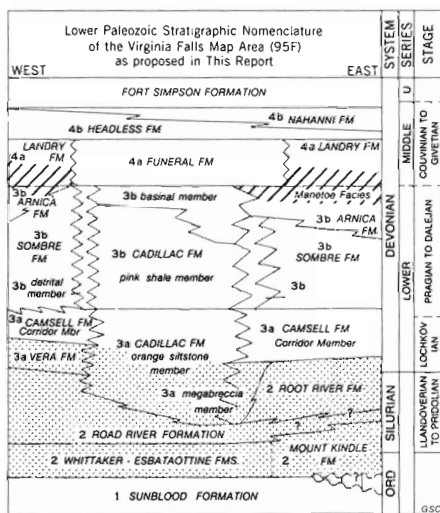 Lower Paleozoic Stratigraphic Nomenclature
of the Virginia Falls Map Area (95F)
as proposed in This Report
WEST
EAST
SYSTEM
SERIES
STAGE
FORT SIMPSON FORMATION
U
4b NAHANNI FM
4b HEADLESS FM
LANDRY
FM
4a
4a FUNERAL FM
4a LANDRY
FM
MIDDLE
COUVINIAN TO
GIVETIAN
Manetoe Facies
3b
ARNICA
FM
3b basinal member
3b ARNICA
FM
3b
SOMBRE
FM
3b CADILLAC FM
pink shale member
3b
SOMBRE
FM
3b
detrital
member
3b
DEVONIAN
LOWER
PRAGIAN TO DALEJAN
3a
CAMSELL FM
Corridor Mbr
3a CADILLAC FM
orange siltstone
member
3a
CAMSELL FM
Corridor Member
LOCHKOV
IAN
3a VERA FM
3a megabreccia
member
2 ROOT RIVER FM
?
?
2 ROAD RIVER FORMATION
SILURIAN
LLANDOVERIAN
TO PRIDOLIAN
2 WHITTAKER - ESBATAOTTINE FMS.
MOUNT KINDLE
2 FM
?
1 SUNBLOOD FORMATION
ORD
GSC